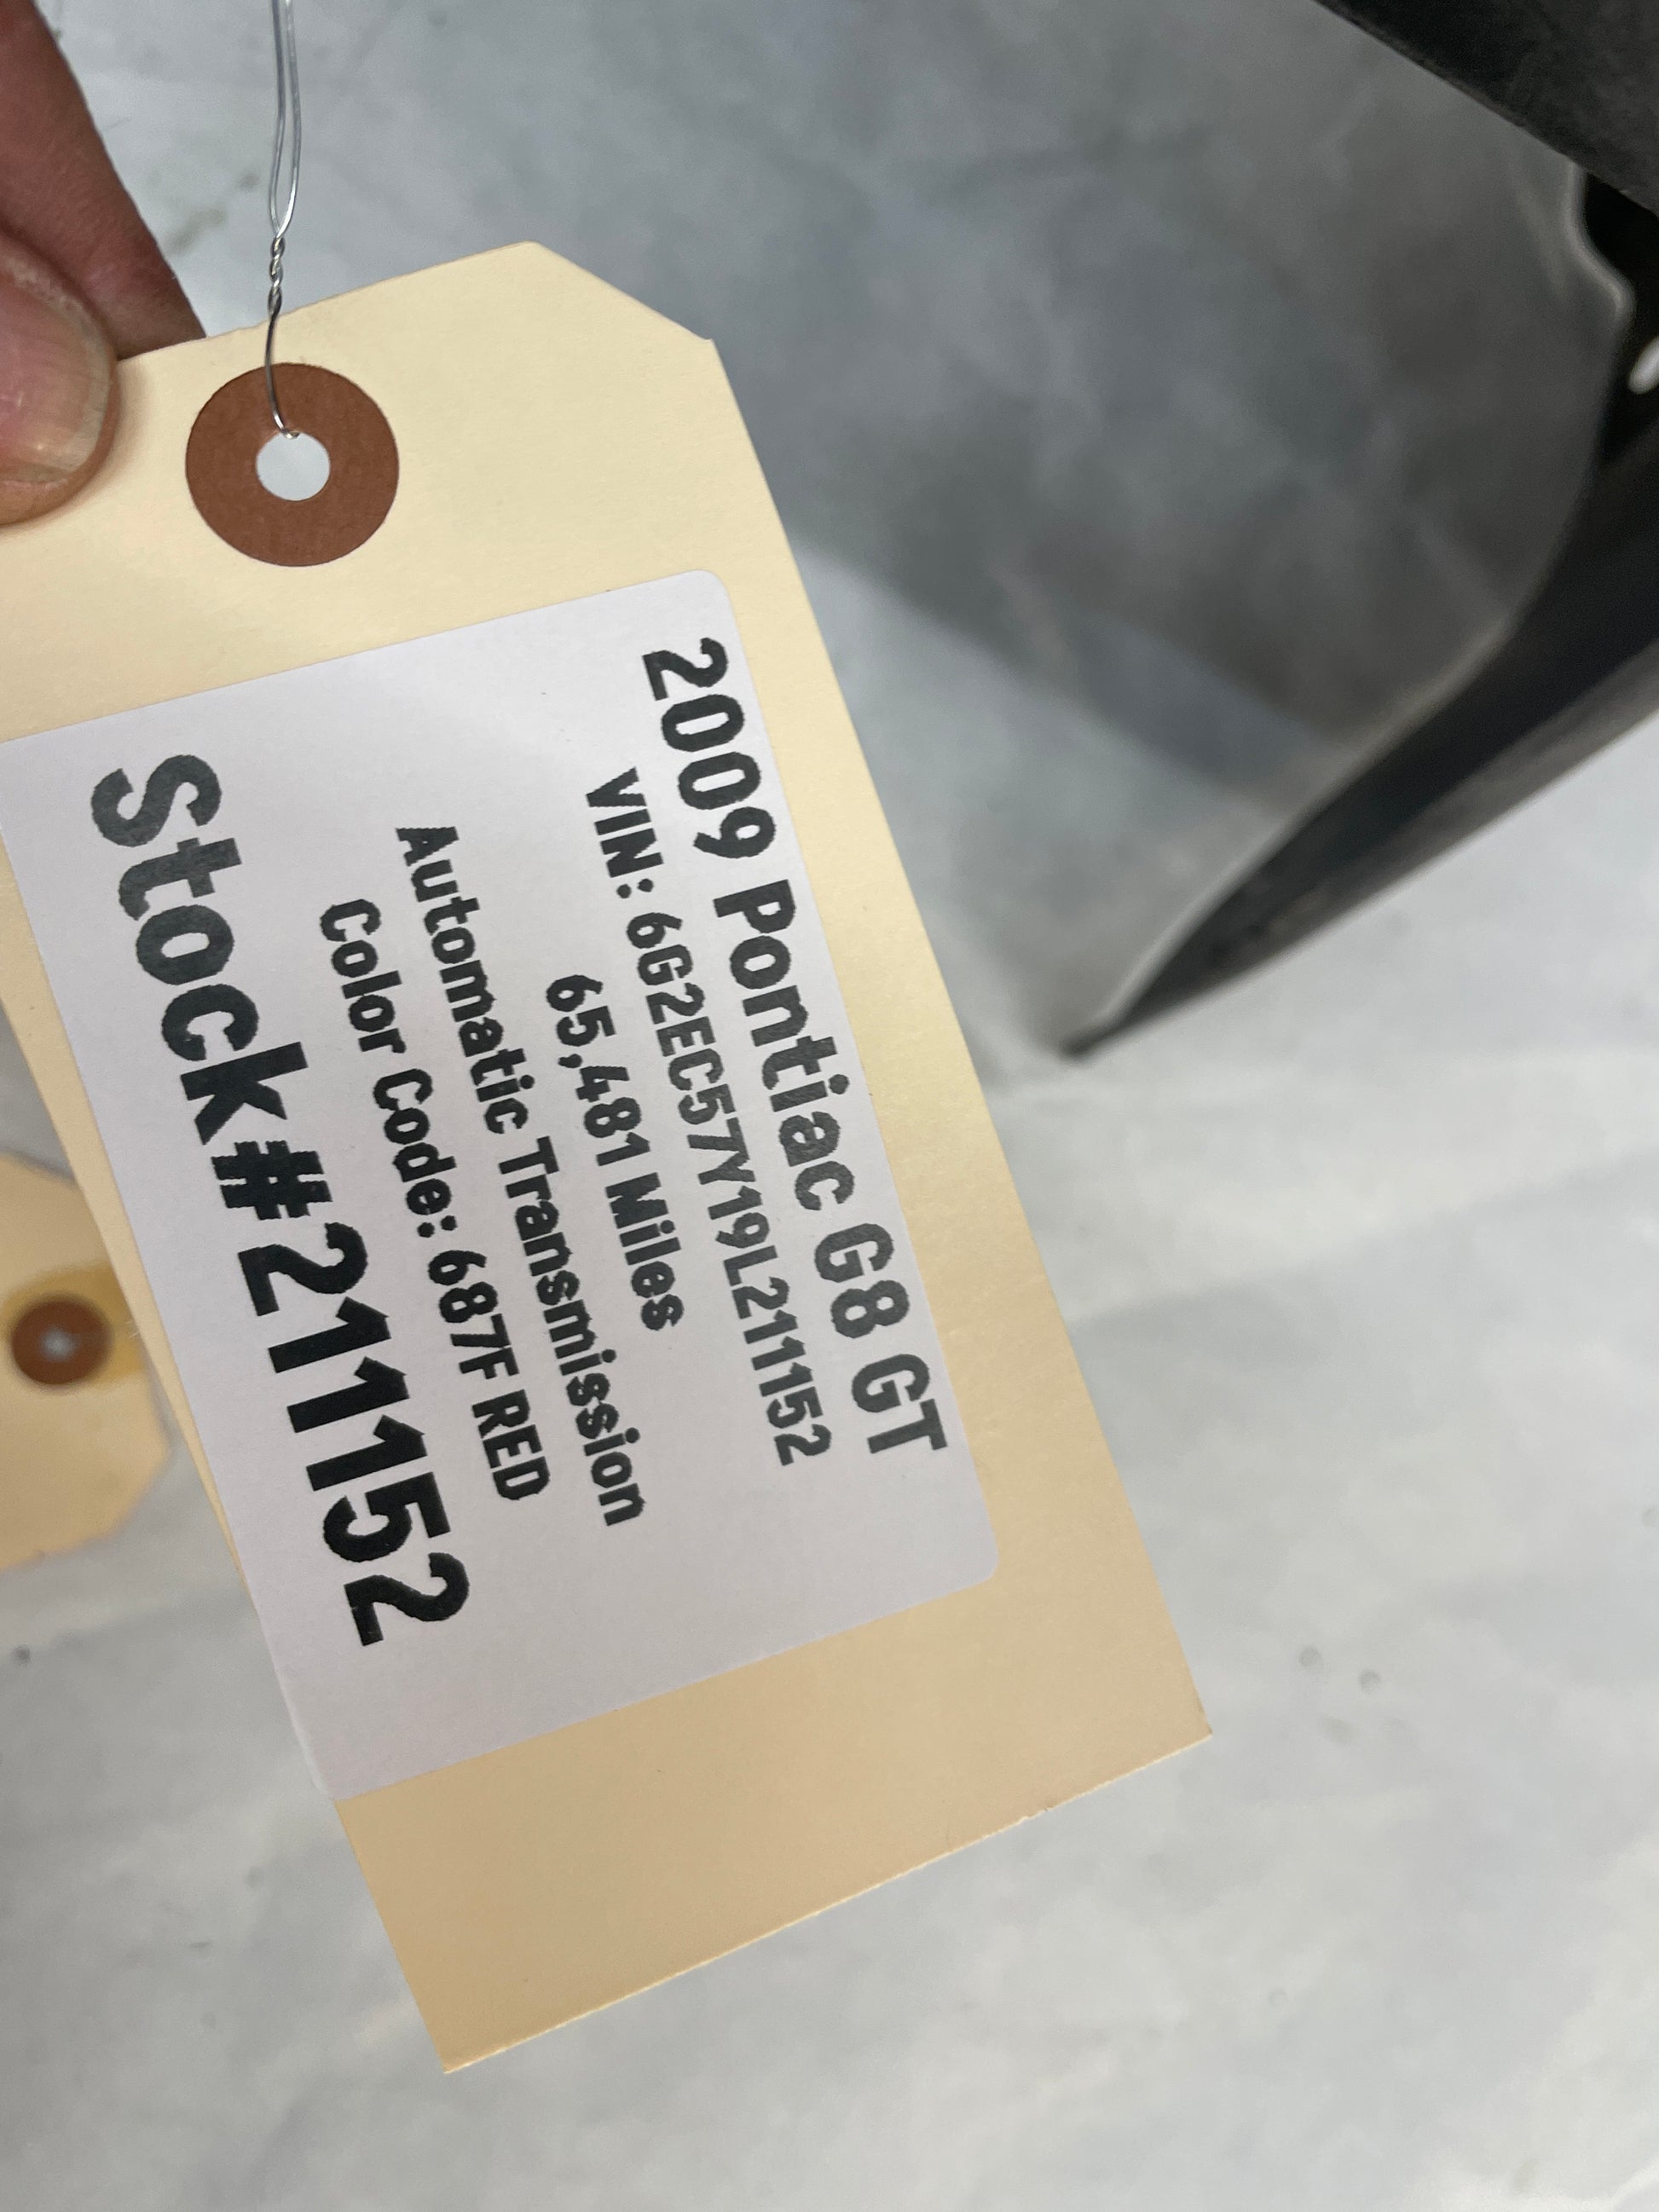 2009 Pontiac G8 GT
VIN: 6G2EC57Y19L211152
65,481 Miles
Automatic Transmission
Color Code: 687F RED
Stock#211152